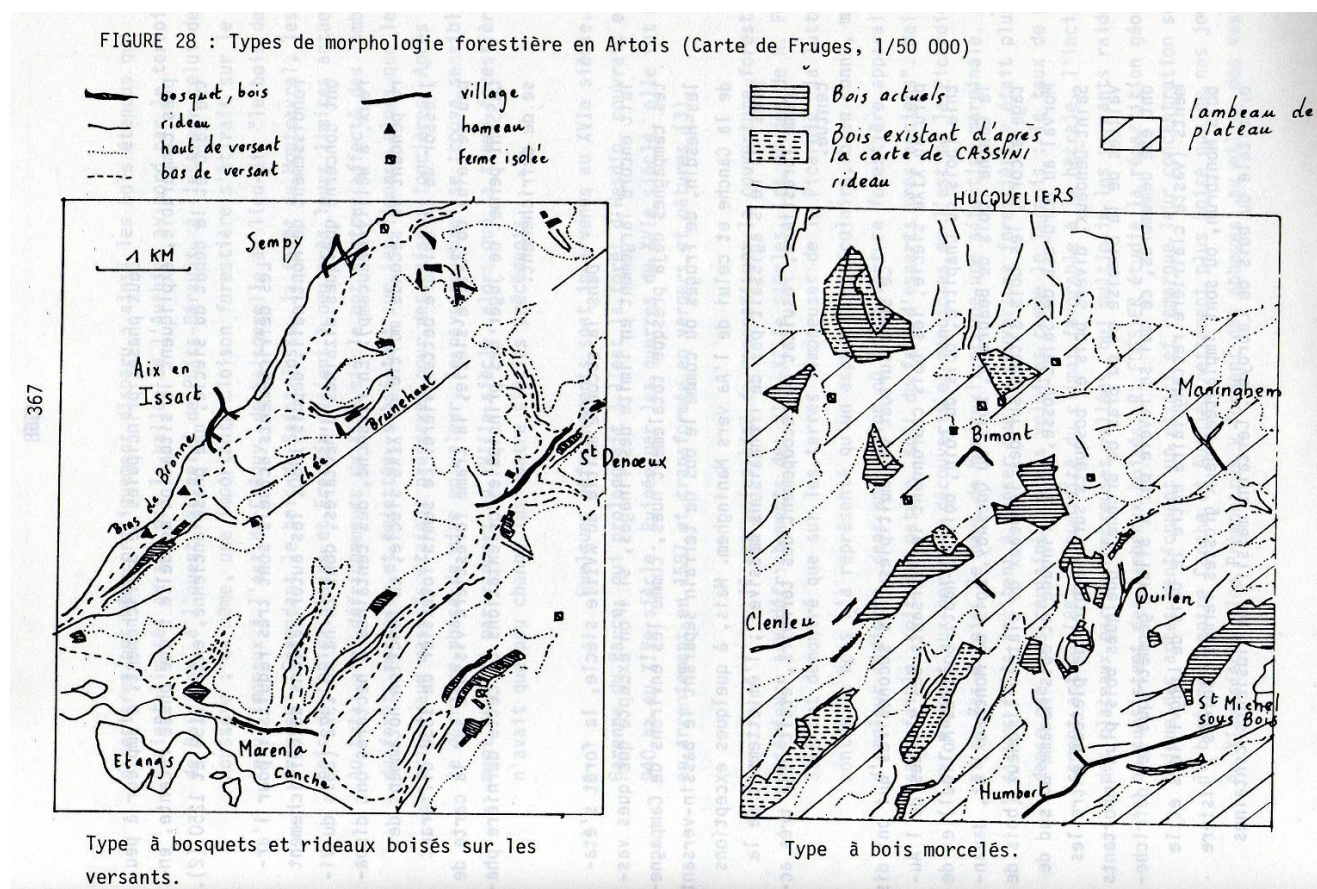 FIGURE 28 : Types de morphologie forestière en Artois (Carte de Fruges, 1/50 000)
bosquet, bois
rideau
haut de versant
bas de versant
village
hameau
Ferme isolée
Bois actuels
Bois existant d'après
la carte de CASSINI
rideau
lambeau de
plateau
367
1 KM
Sempy
Aix en
Issart
Bras de Bronne
chée Brunehaut
St Denœux
Marenla
Canche
Etangs
Type à bosquets et rideaux boisés sur les
versants.
HUCQUELIERS
Maninghem
Bimont
Quilen
Clenleu
St Michel
sous Bois
Humbert
Type à bois morcelés.